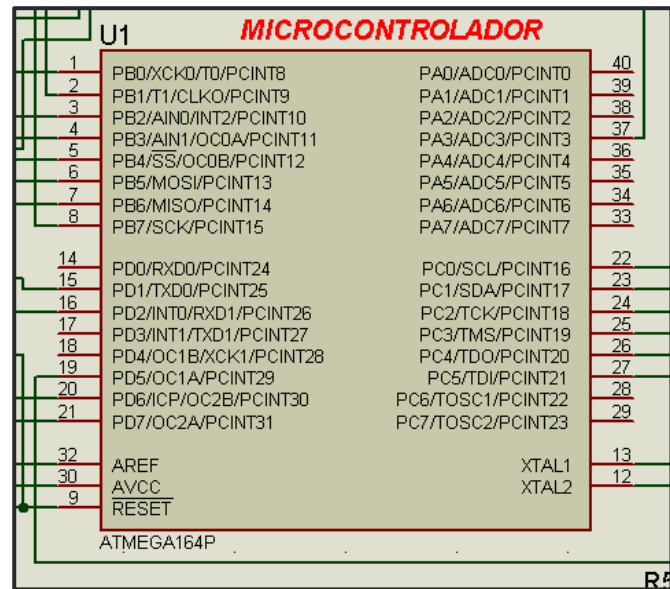 U1 MICROCONTROLADOR
1 PB0/XCK0/T0/PCINT8 PA0/ADC0/PCINT0 40
2 PB1/T1/CLKO/PCINT9 PA1/ADC1/PCINT1 39
3 PB2/AIN0/INT2/PCINT10 PA2/ADC2/PCINT2 38
4 PB3/AIN1/OC0A/PCINT11 PA3/ADC3/PCINT3 37
5 PB4/SS/OC0B/PCINT12 PA4/ADC4/PCINT4 36
6 PB5/MOSI/PCINT13 PA5/ADC5/PCINT5 35
7 PB6/MISO/PCINT14 PA6/ADC6/PCINT6 34
8 PB7/SCK/PCINT15 PA7/ADC7/PCINT7 33
14 PD0/RXD0/PCINT24 PC0/SCL/PCINT16 22
15 PD1/TXD0/PCINT25 PC1/SDA/PCINT17 23
16 PD2/INT0/RXD1/PCINT26 PC2/TCK/PCINT18 24
17 PD3/INT1/TXD1/PCINT27 PC3/TMS/PCINT19 25
18 PD4/OC1B/XCK1/PCINT28 PC4/TDO/PCINT20 26
19 PD5/OC1A/PCINT29 PC5/TDI/PCINT21 27
20 PD6/ICP/OC2B/PCINT30 PC6/TOSC1/PCINT22 28
21 PD7/OC2A/PCINT31 PC7/TOSC2/PCINT23 29
32 AREF XTAL1 13
30 AVCC XTAL2 12
9 RESET
ATMEGA164P
R5